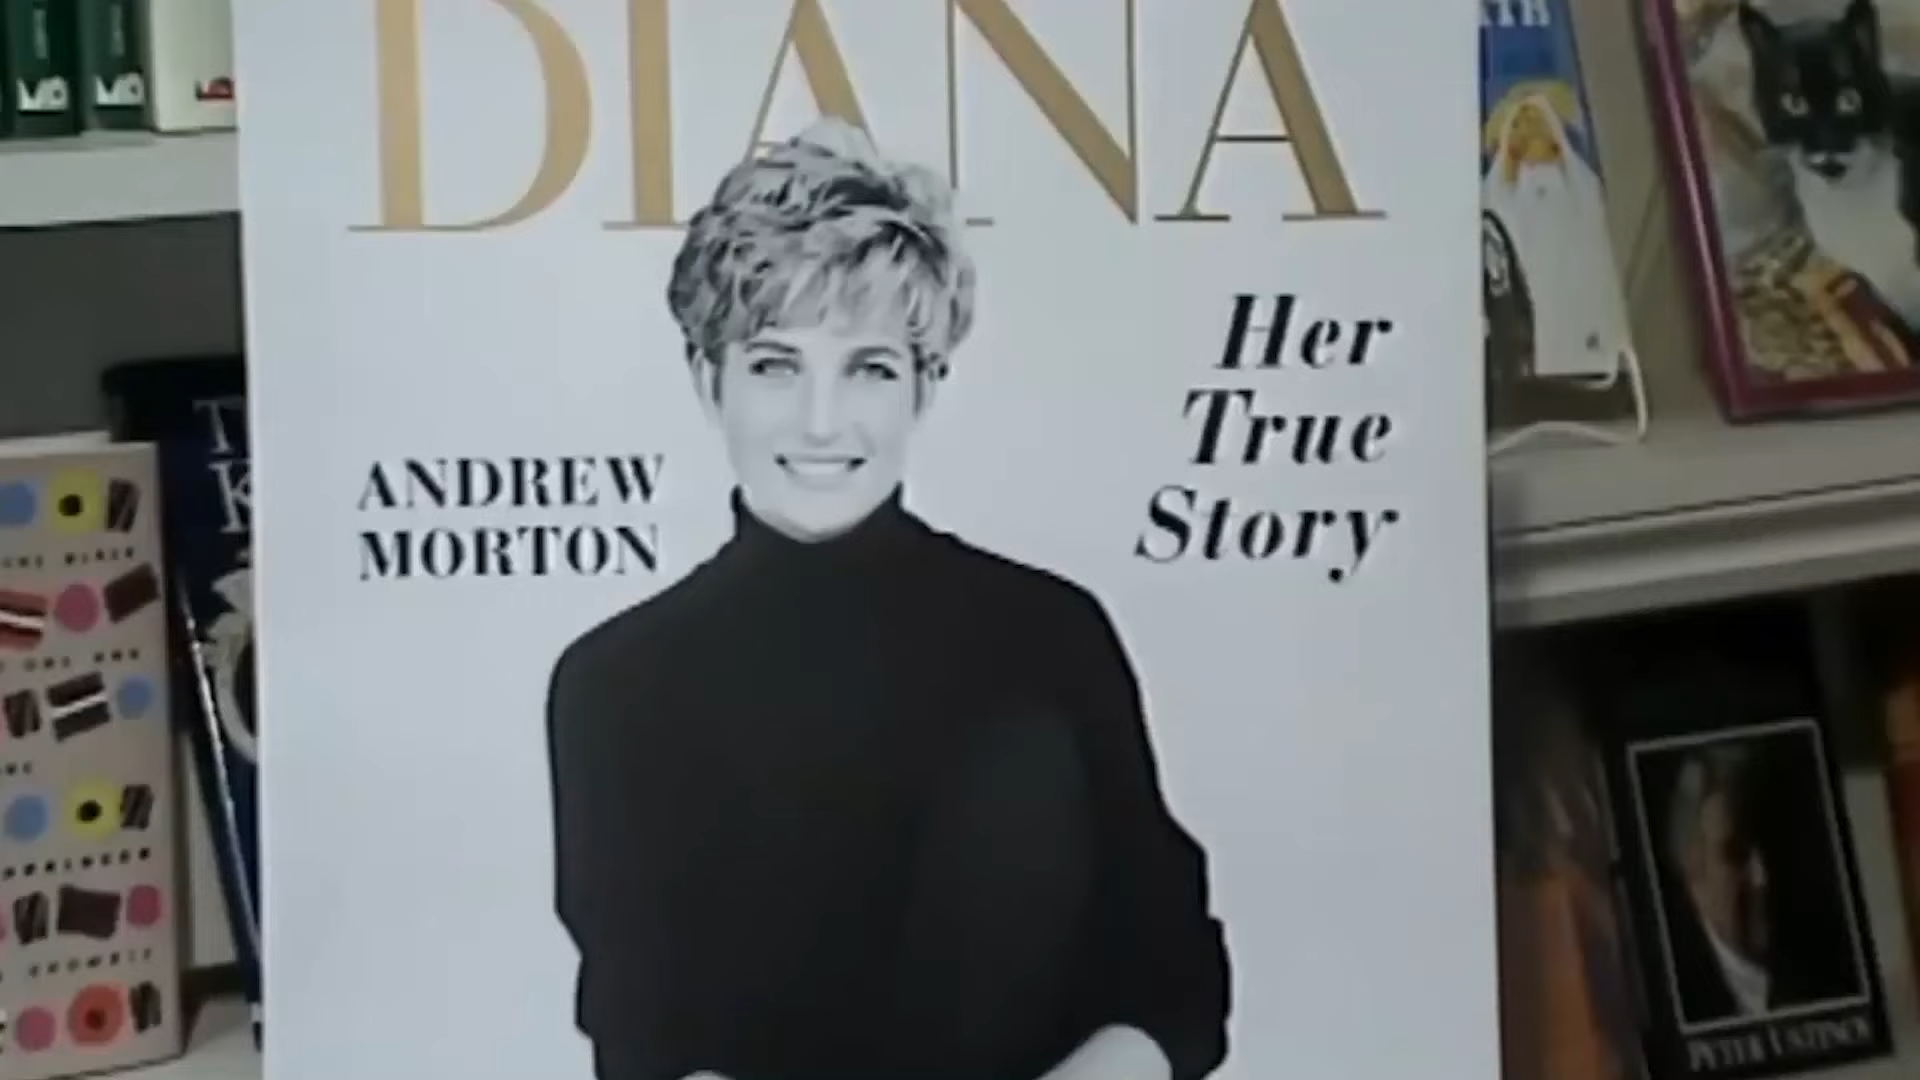 DIANA
Her
True
Story
ANDREW
MORTON
PETER USTINOV